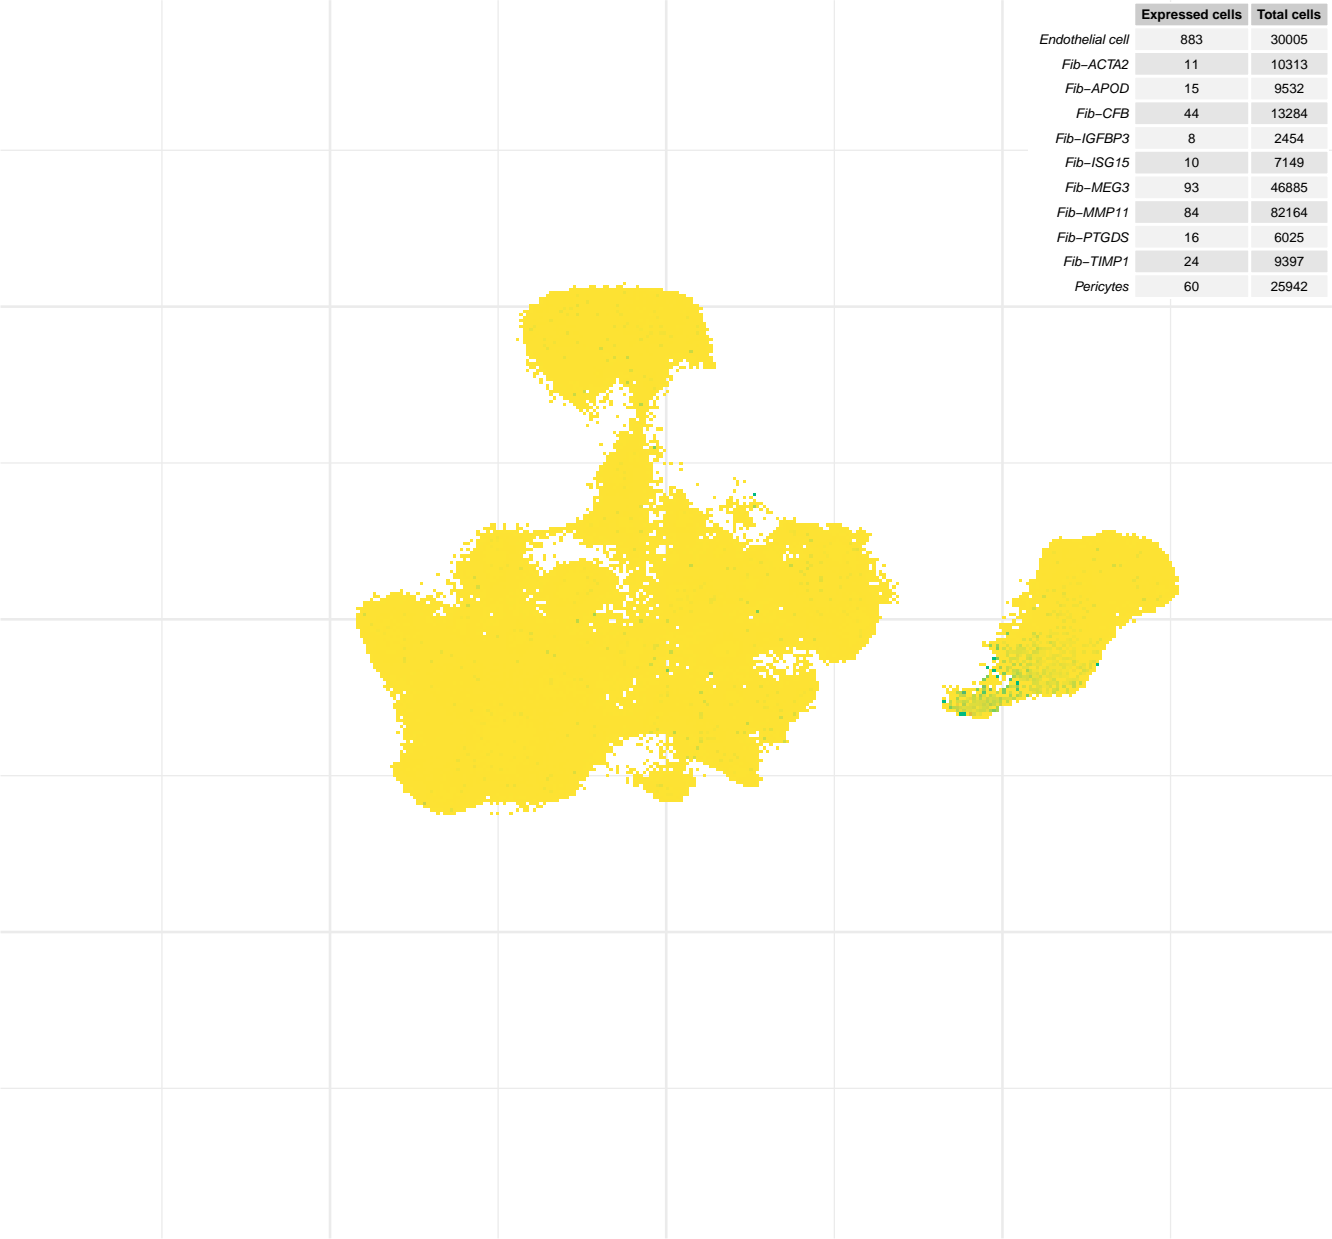 Expressed cells Total cells
Endothelial cell 883 30005
Fib−ACTA2 11 10313
Fib−APOD 15 9532
Fib−CFB 44 13284
Fib−IGFBP3 8 2454
Fib−ISG15 10 7149
Fib−MEG3 93 46885
Fib−MMP11 84 82164
Fib−PTGDS 16 6025
Fib−TIMP1 24 9397
Pericytes 60 25942